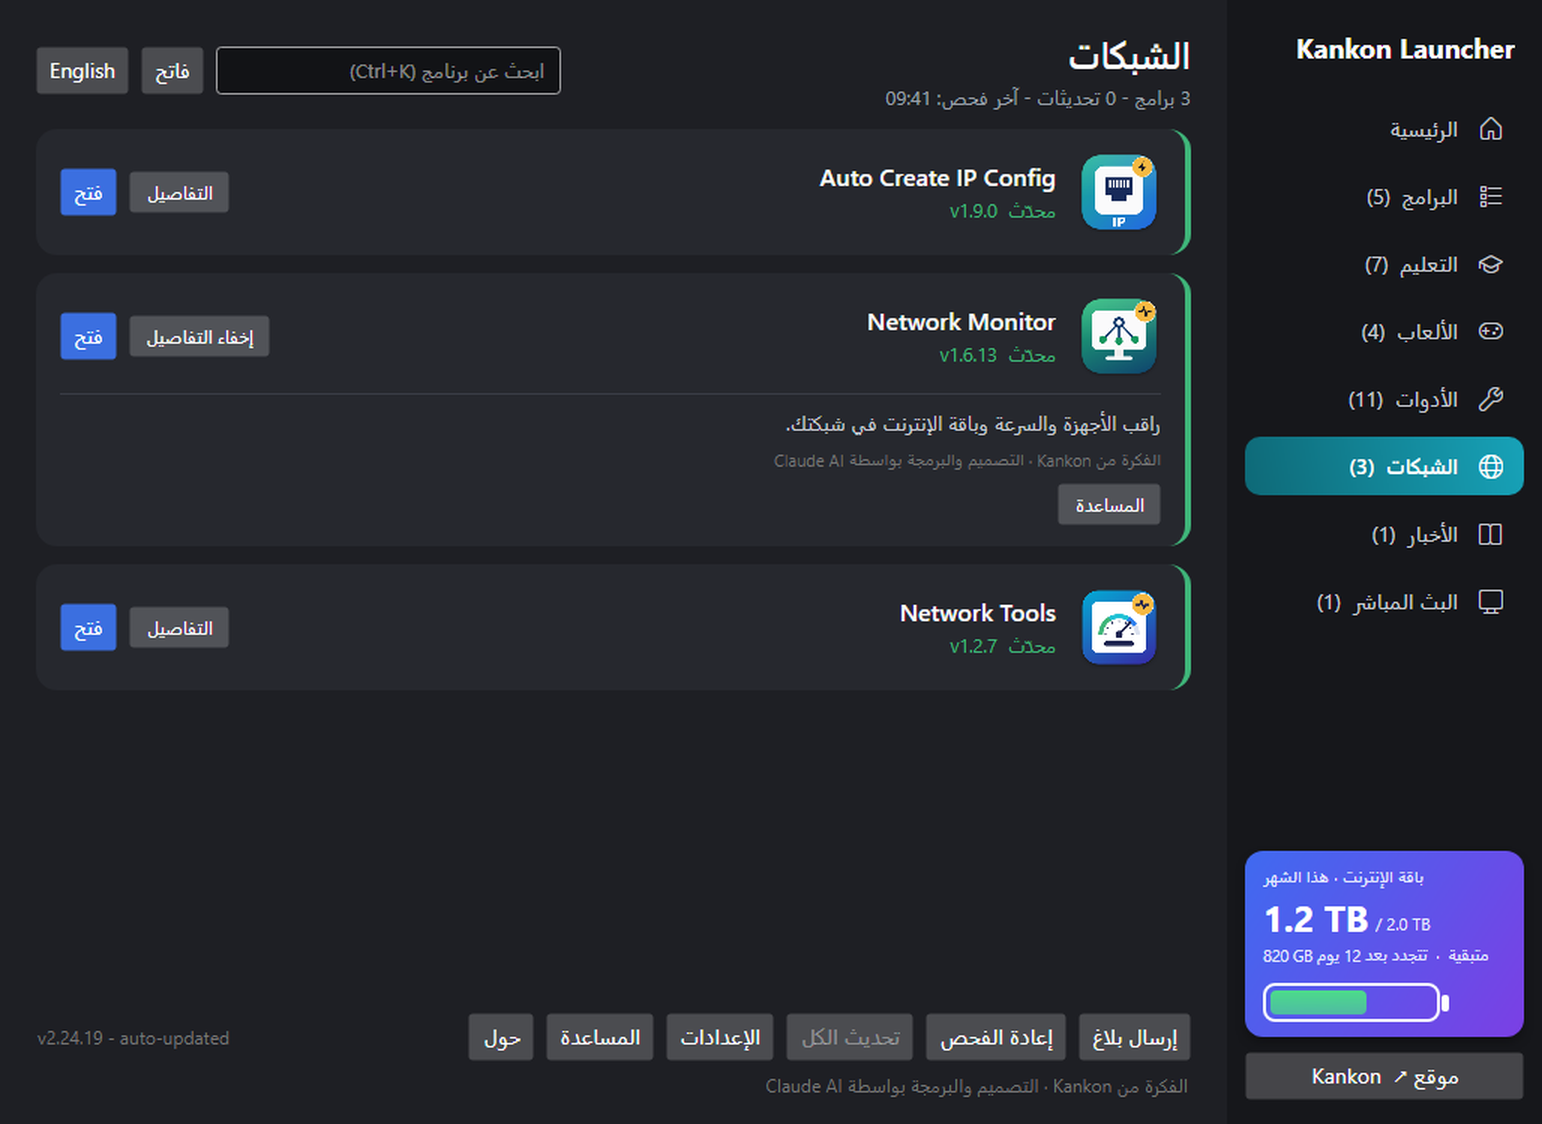 Kankon Launcher
الرئيسية
البرامج (5)
التعليم (7)
الألعاب (4)
الأدوات (11)
الشبكات (3)
الأخبار (1)
البث المباشر (1)
باقة الإنترنت · هذا الشهر
1.2 TB / 2.0 TB
820 GB متبقية · تتجدد بعد 12 يوم
موقع Kankon ↗
الشبكات
3 برامج - 0 تحديثات - آخر فحص: 09:41
ابحث عن برنامج (Ctrl+K)
فاتح
English
IP
Auto Create IP Config
محدّث v1.9.0
التفاصيل
فتح
Network Monitor
محدّث v1.6.13
إخفاء التفاصيل
فتح
راقب الأجهزة والسرعة وباقة الإنترنت في شبكتك.
الفكرة من Kankon · التصميم والبرمجة بواسطة Claude AI
المساعدة
Network Tools
محدّث v1.2.7
التفاصيل
فتح
إرسال بلاغ
إعادة الفحص
تحديث الكل
الإعدادات
المساعدة
حول
v2.24.19 - auto-updated
الفكرة من Kankon · التصميم والبرمجة بواسطة Claude AI